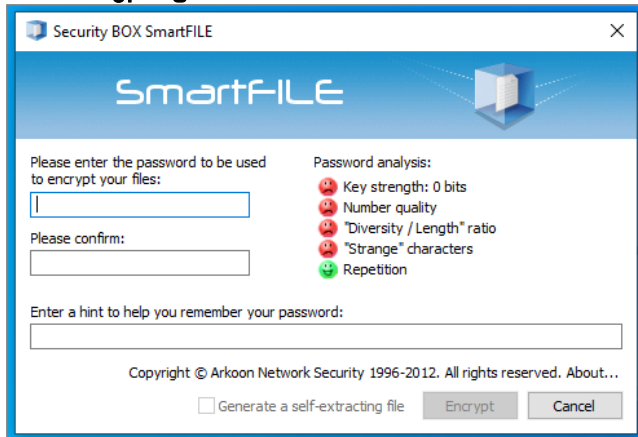 Security BOX SmartFILE
SmartFILE
Please enter the password to be used
to encrypt your files:
Please confirm:
Password analysis:
Key strength: 0 bits
Number quality
"Diversity / Length" ratio
"Strange" characters
Repetition
Enter a hint to help you remember your password:
Copyright © Arkoon Network Security 1996-2012. All rights reserved. About...
Generate a self-extracting file
Encrypt
Cancel